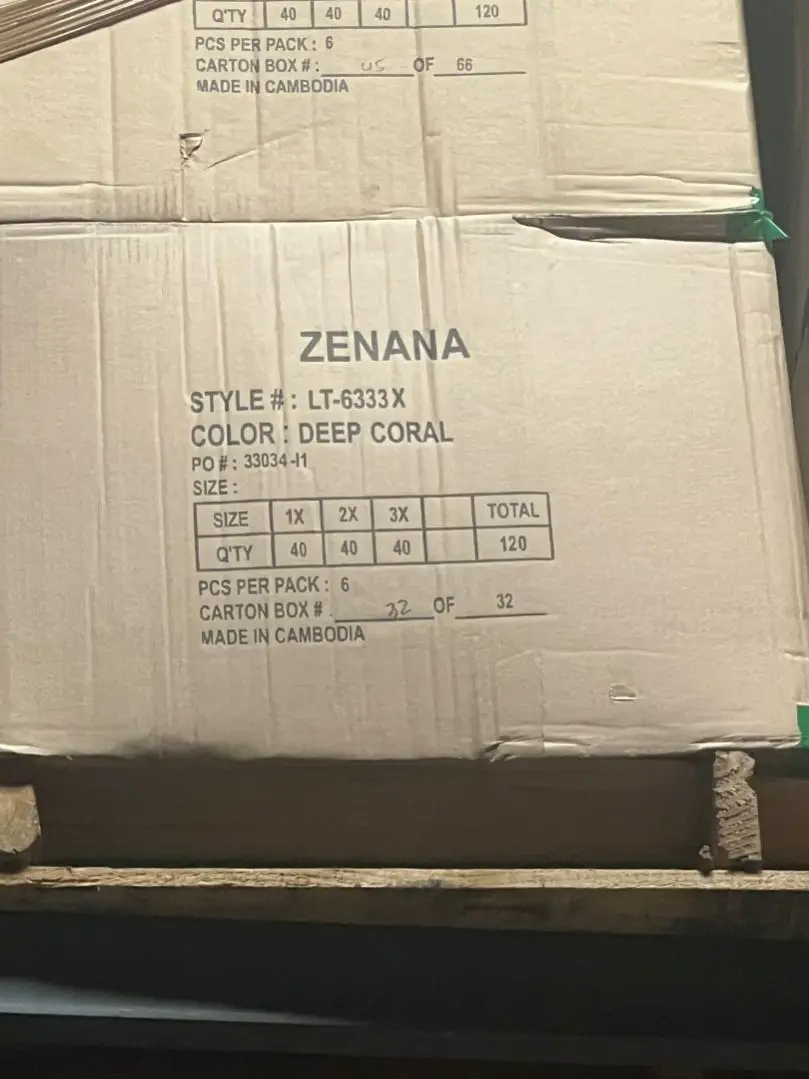 Q'TY 40 40 40 120
PCS PER PACK : 6
CARTON BOX # : OF 66
MADE IN CAMBODIA
ZENANA
STYLE # : LT-6333X
COLOR : DEEP CORAL
PO # : 33034-I1
SIZE :
SIZE 1X 2X 3X TOTAL
Q'TY 40 40 40 120
PCS PER PACK : 6
CARTON BOX # 32 OF 32
MADE IN CAMBODIA